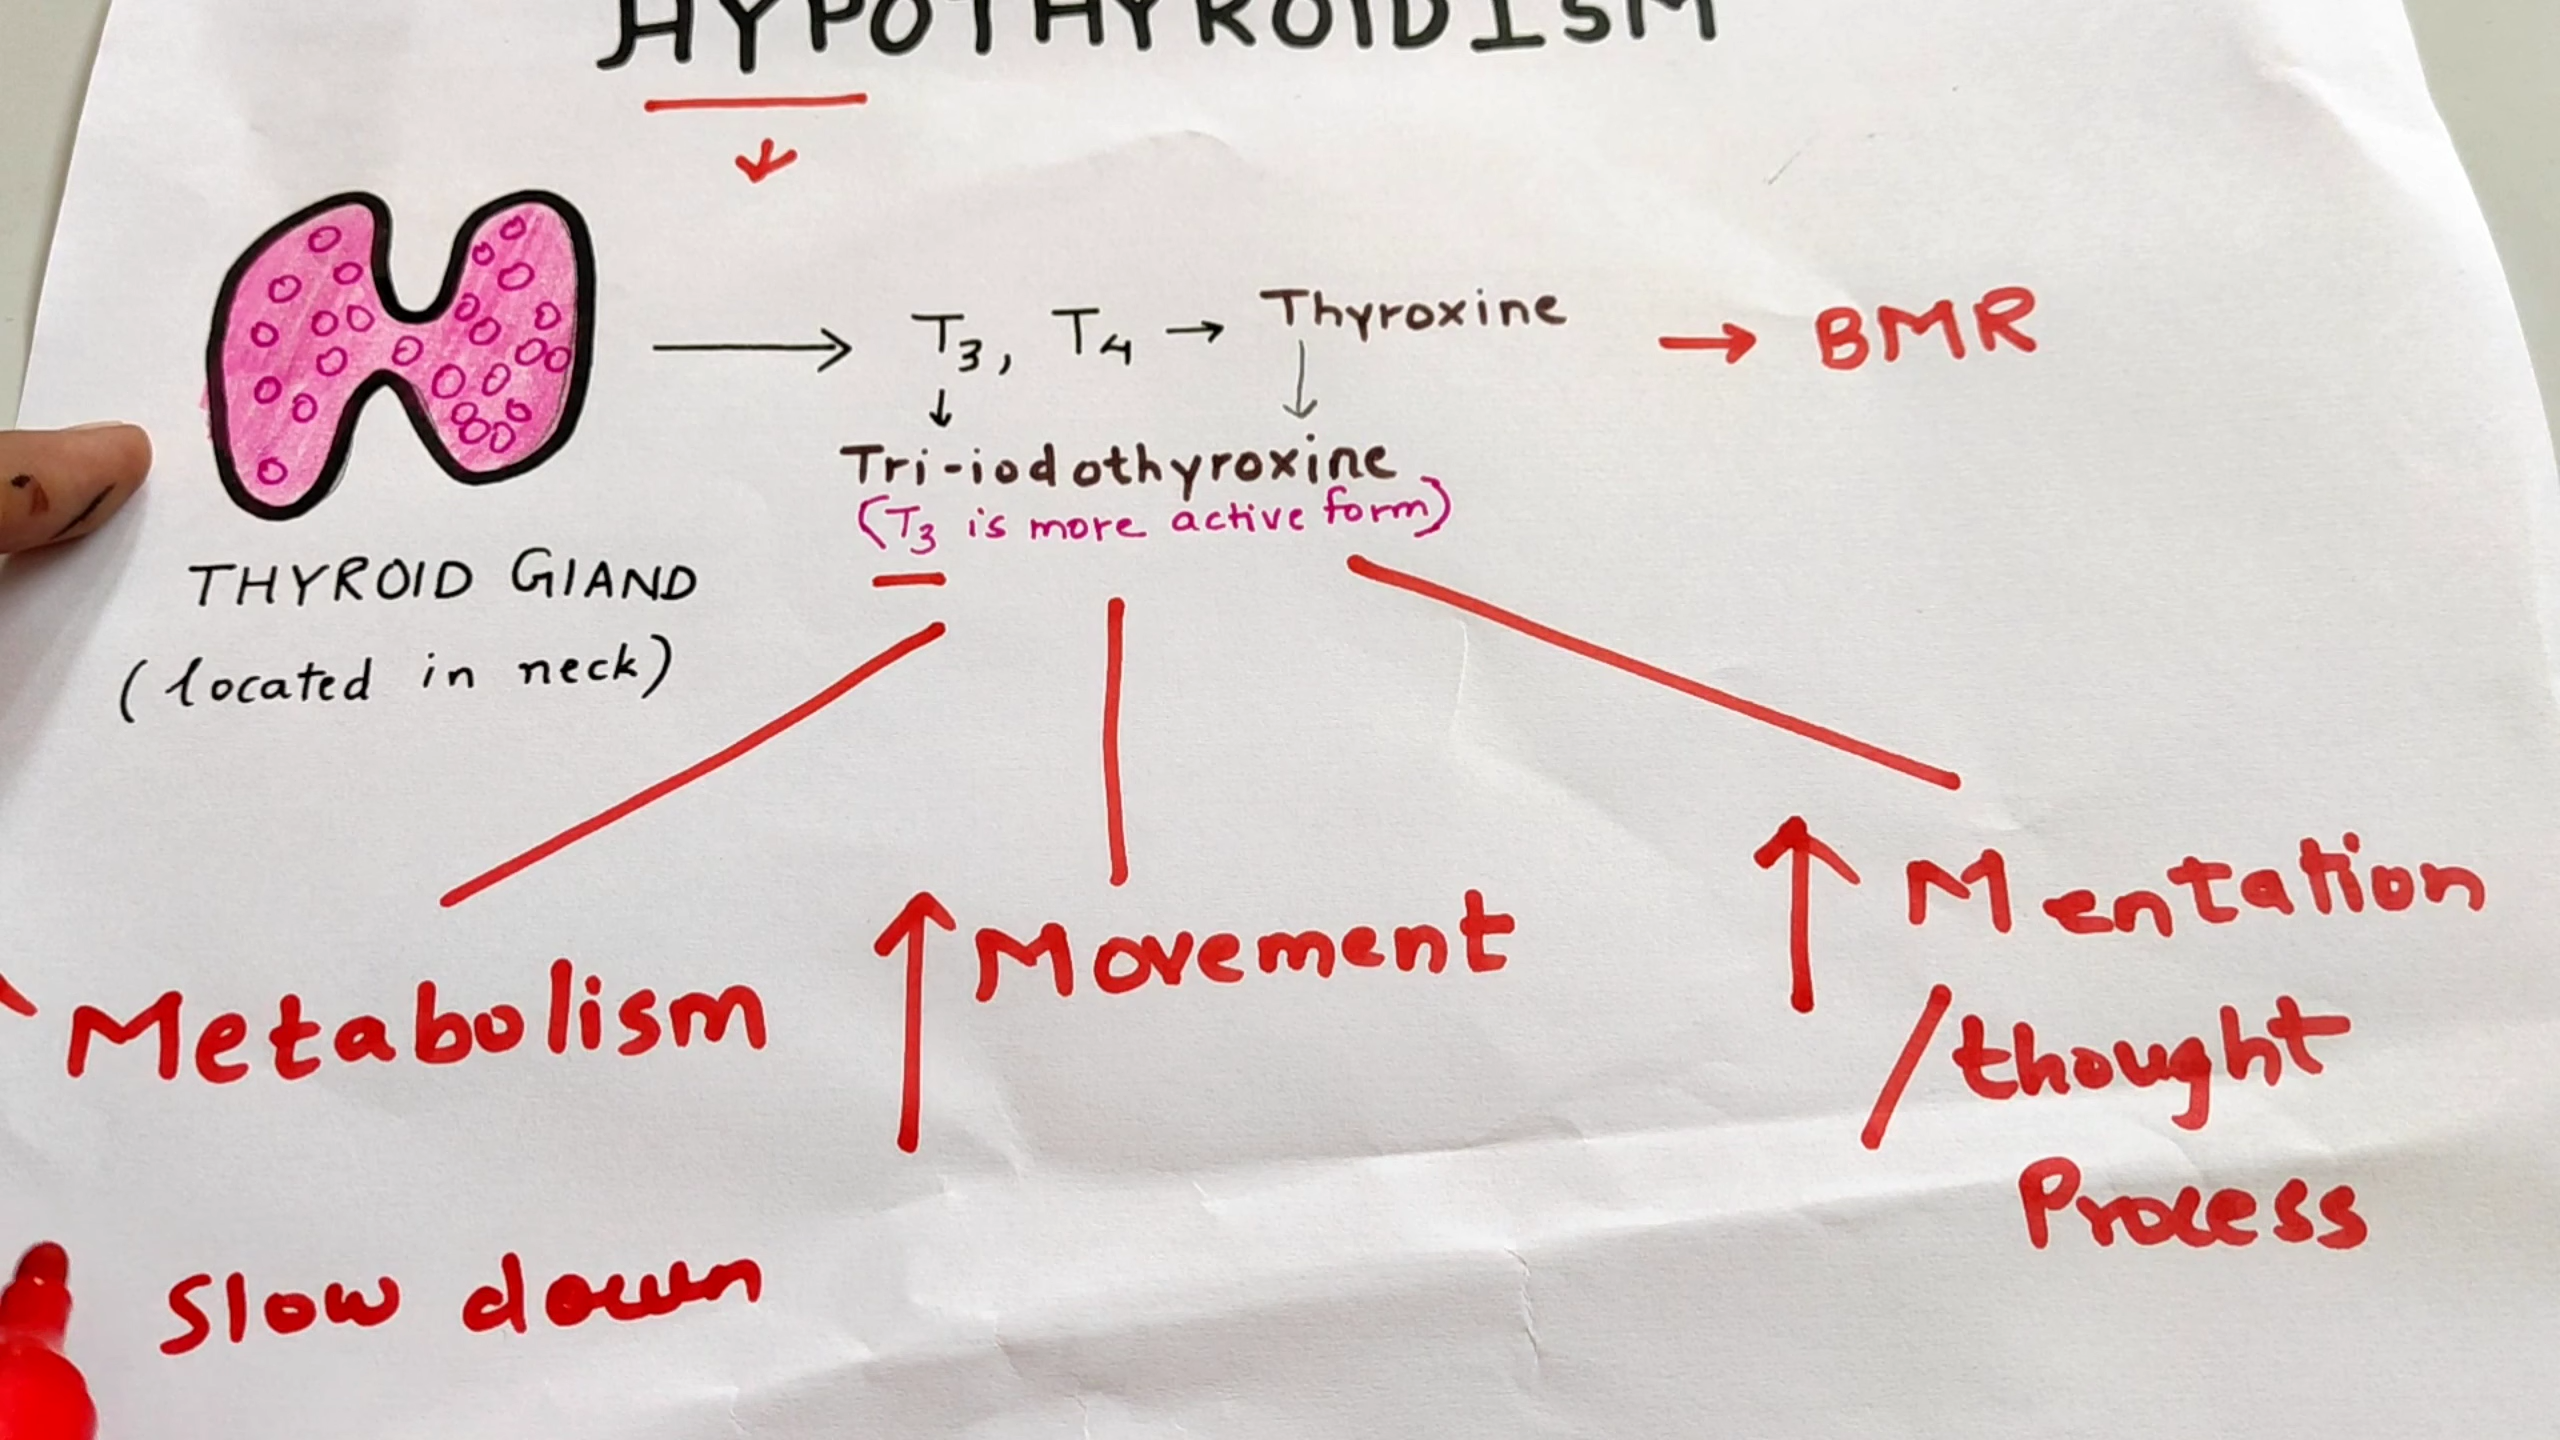 HYPOTHYROIDISM
T3, T4 → Thyroxine → BMR
Tri-iodothyroxine
(T3 is more active form)
THYROID GlAND
(located in neck)
Metabolism
↑ Movement
↑ Mentation
/thought
Process
Slow down